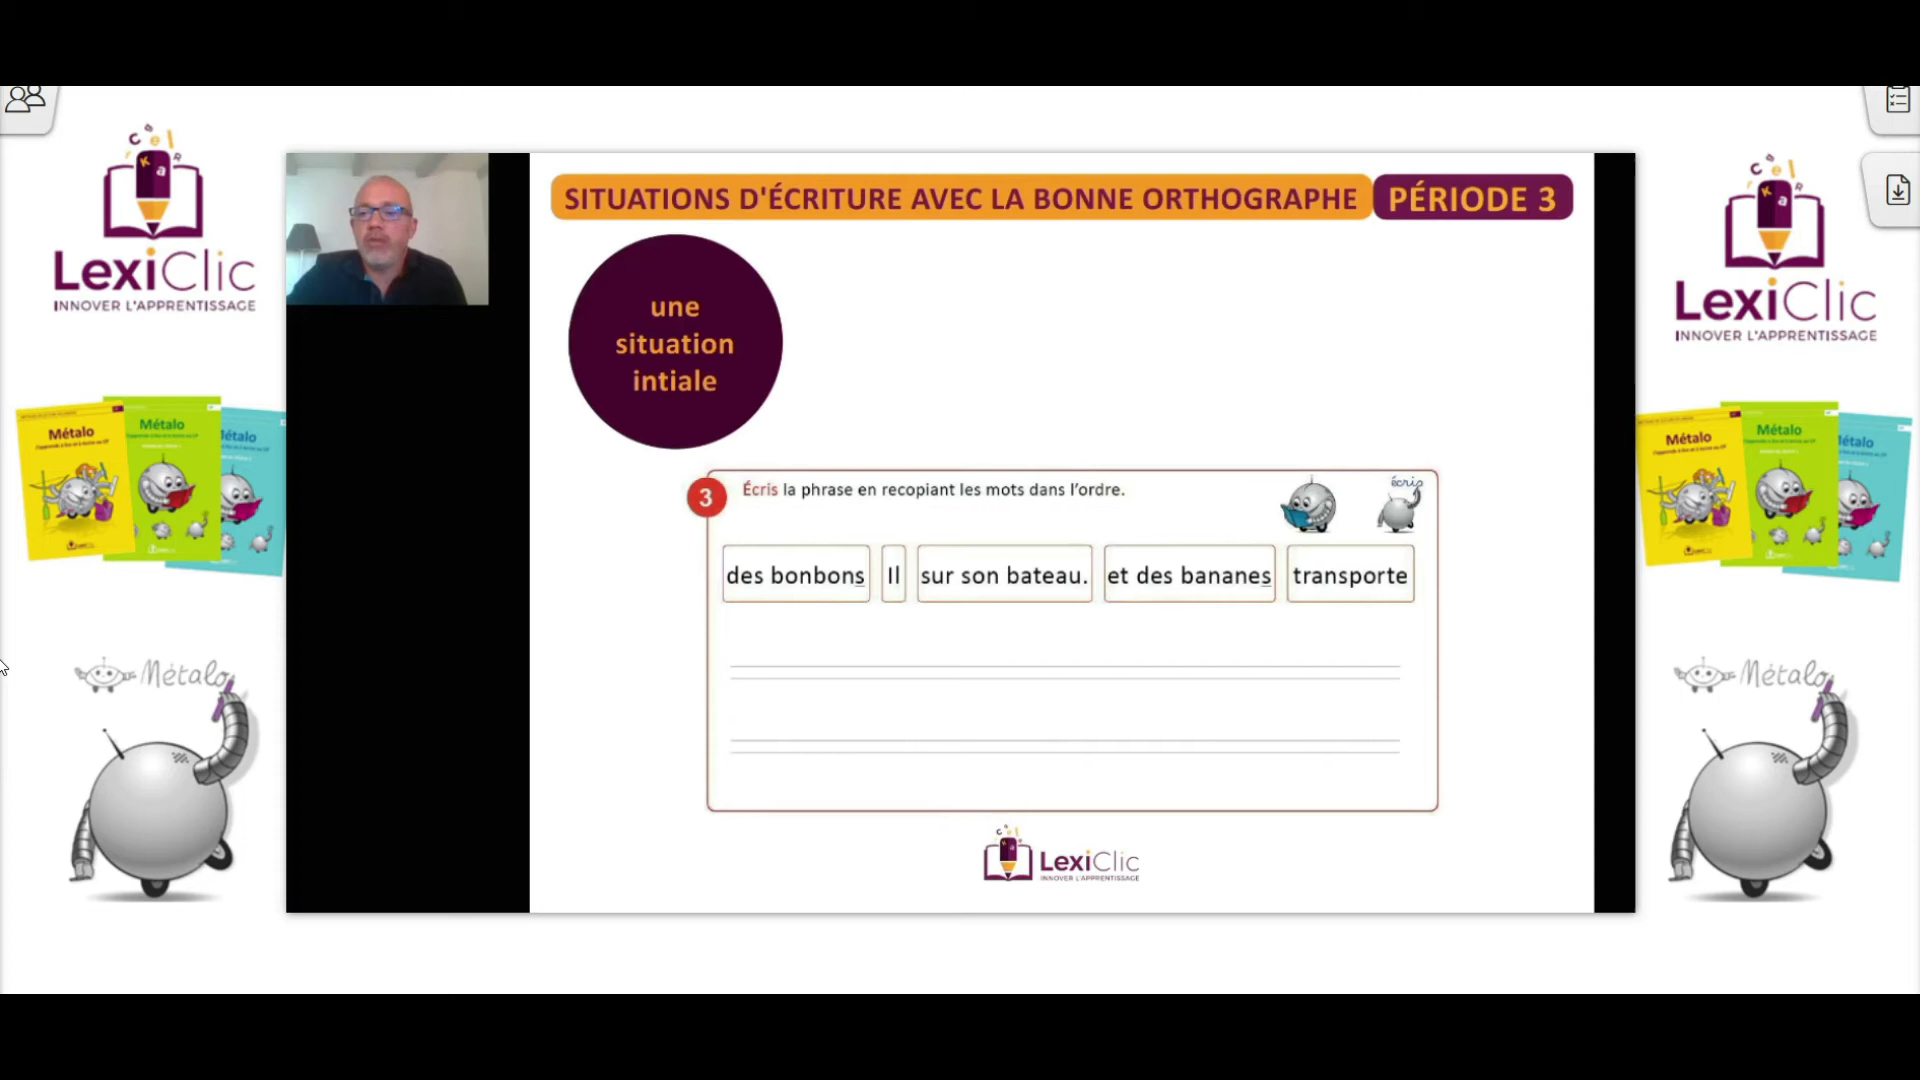 LexiClic
INNOVER L'APPRENTISSAGE
SITUATIONS D'ÉCRITURE AVEC LA BONNE ORTHOGRAPHE PÉRIODE 3
une
situation
intiale
3 Écris la phrase en recopiant les mots dans l’ordre.
écris
des bonbons Il sur son bateau. et des bananes transporte
LexiClic
INNOVER L'APPRENTISSAGE
Métalo
Métalo
Métalo
Métalo
LexiClic
INNOVER L'APPRENTISSAGE
Métalo
Métalo
Métalo
Métalo